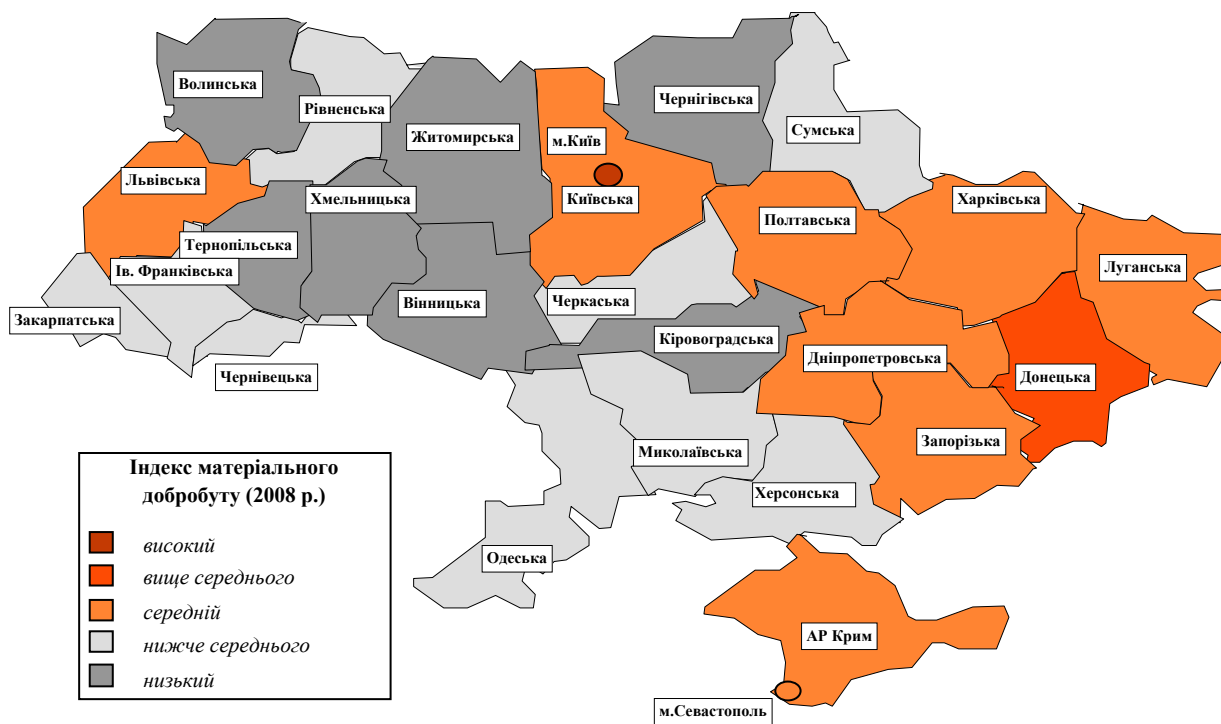 Волинська
Рівненська
Житомирська
Чернігівська
Сумська
м.Київ
Київська
Львівська
Хмельницька
Тернопільська
Ів. Франківська
Закарпатська
Чернівецька
Вінницька
Черкаська
Полтавська
Харківська
Луганська
Кіровоградська
Дніпропетровська
Донецька
Запорізька
Миколаївська
Херсонська
Одеська
АР Крим
м.Севастополь
Індекс матеріального
добробуту (2008 р.)
високий
вище середнього
середній
нижче середнього
низький